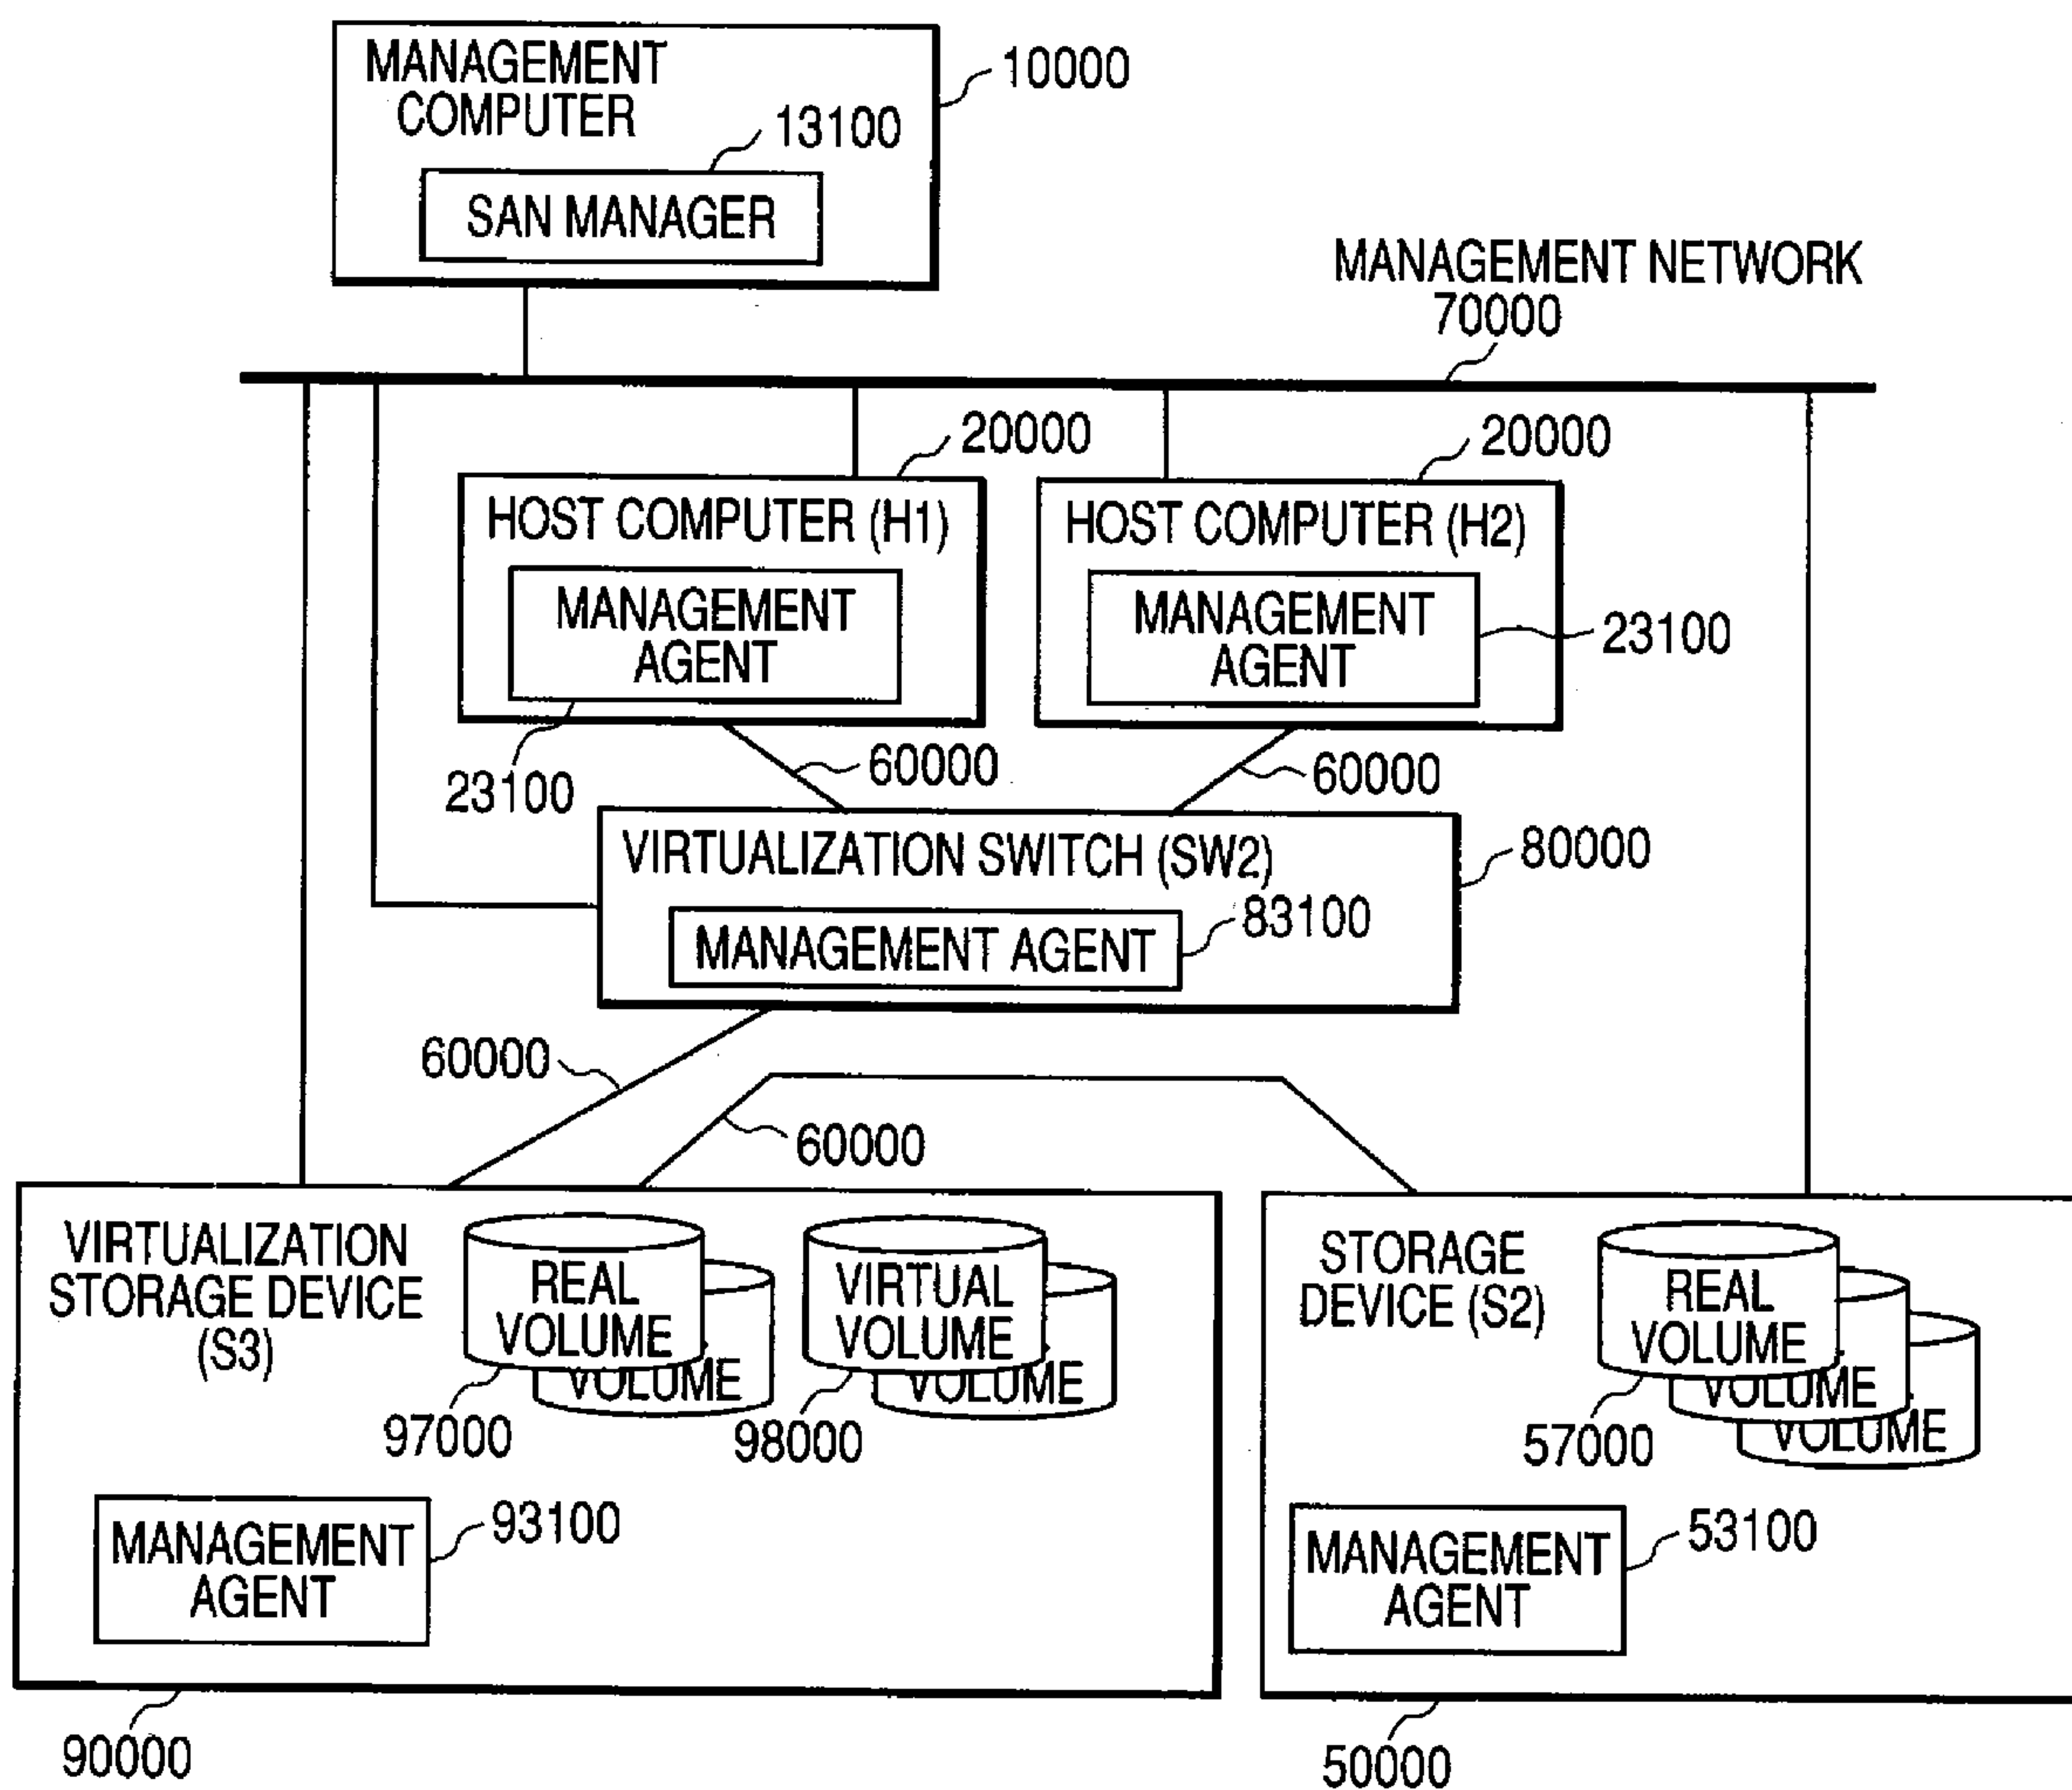 MANAGEMENT
COMPUTER
10000
13100
SAN MANAGER
MANAGEMENT NETWORK
70000
20000
20000
HOST COMPUTER (H1)
HOST COMPUTER (H2)
MANAGEMENT
AGENT
MANAGEMENT
AGENT
23100
23100
60000
60000
VIRTUALIZATION SWITCH (SW2)
80000
MANAGEMENT AGENT
83100
60000
60000
VIRTUALIZATION
STORAGE DEVICE
(S3)
REAL
VOLUME
VOLUME
97000
VIRTUAL
VOLUME
VOLUME
98000
MANAGEMENT
AGENT
93100
90000
STORAGE
DEVICE (S2)
REAL
VOLUME
VOLUME
VOLUME
57000
MANAGEMENT
AGENT
53100
50000